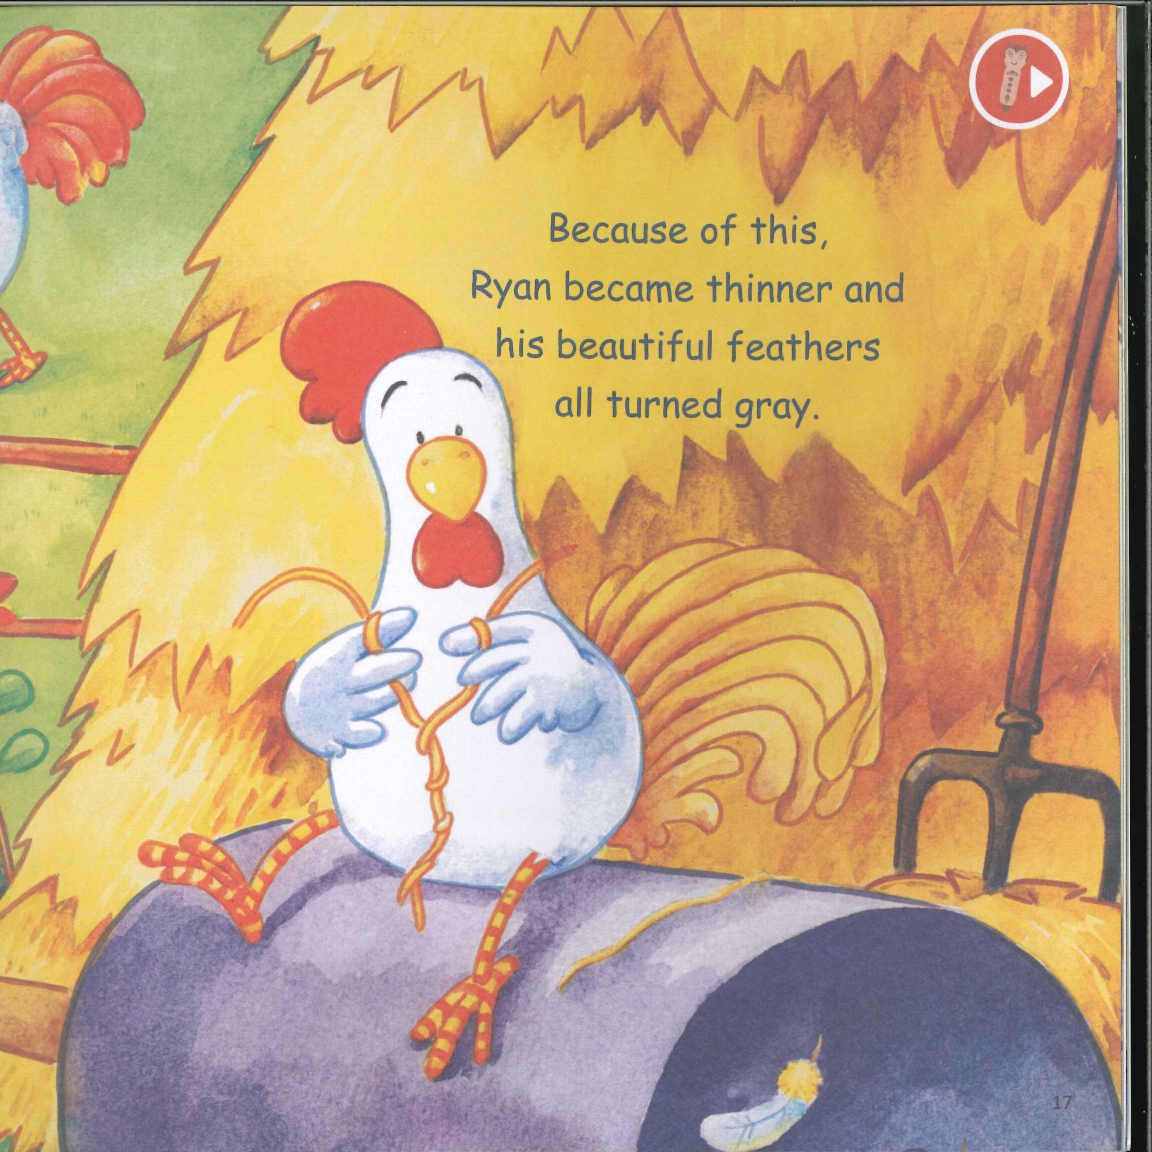 Because of this,
Ryan became thinner and
his beautiful feathers
all turned gray.
17